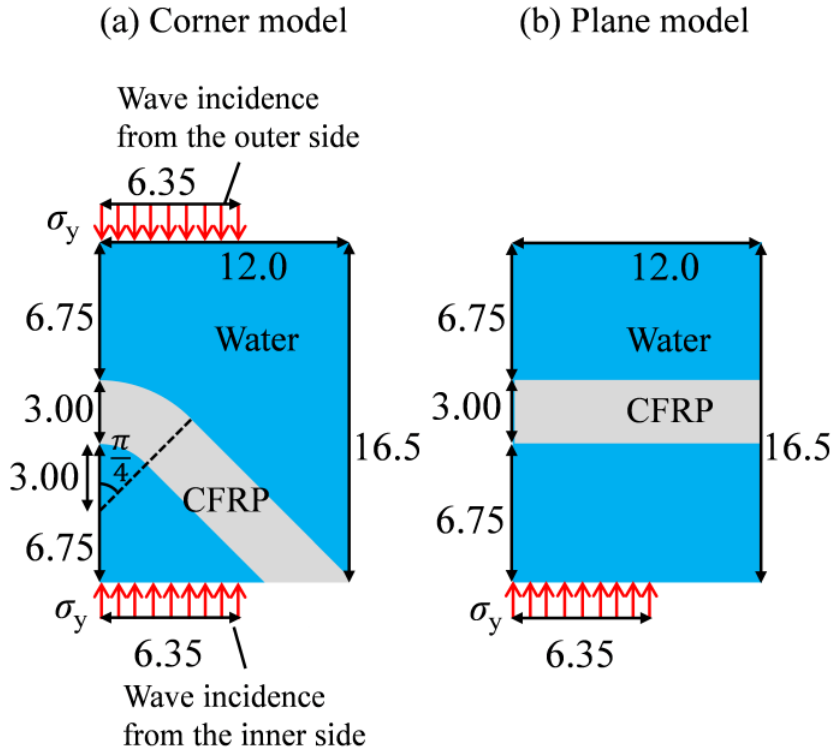 (a) Corner model
(b) Plane model
Wave incidence
from the outer side
6.35
σy
12.0
6.75
Water
3.00
π
4
3.00
CFRP
16.5
6.75
σy
6.35
Wave incidence
from the inner side
12.0
6.75
Water
3.00
CFRP
16.5
6.75
σy
6.35